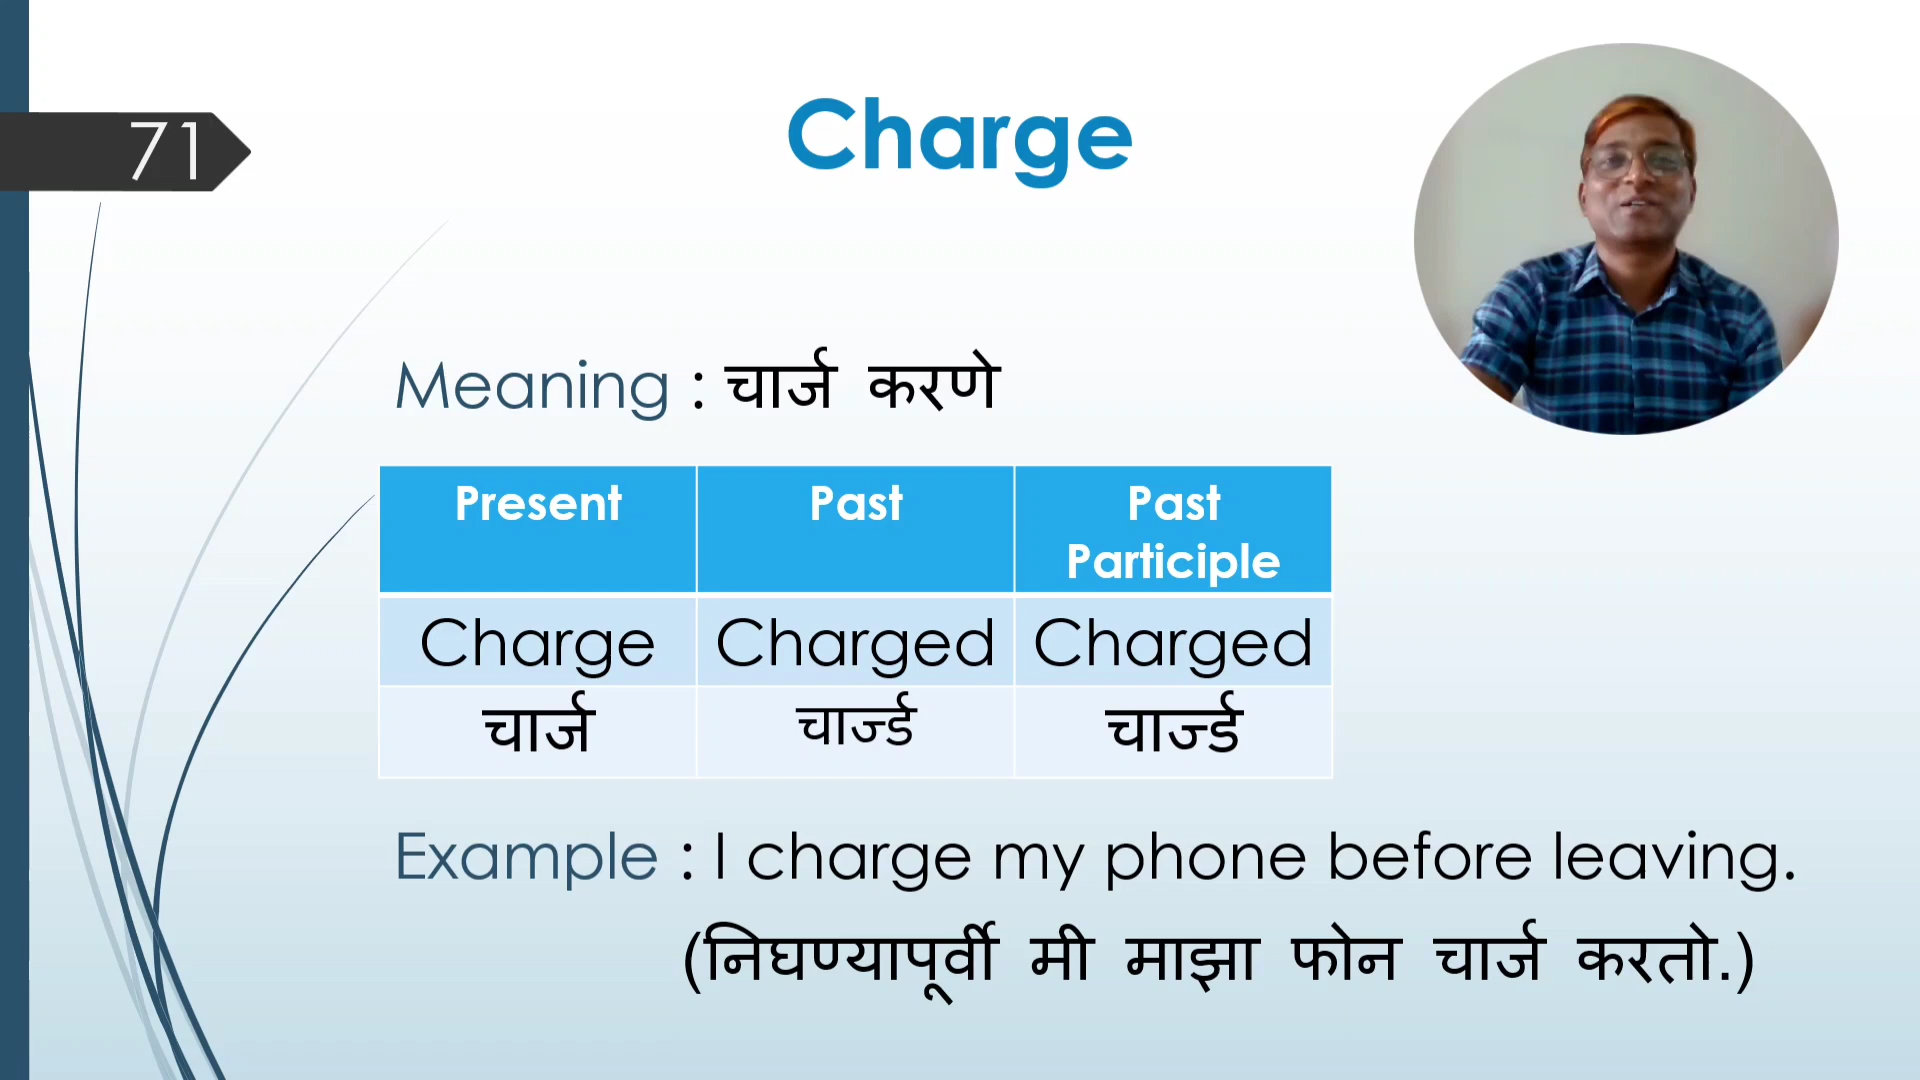 71
Charge
Meaning : चार्ज करणे
Present Past Past
Participle
Charge Charged Charged
चार्ज चार्ज्ड चार्ज्ड
Example : I charge my phone before leaving.
(निघण्यापूर्वी मी माझा फोन चार्ज करतो.)